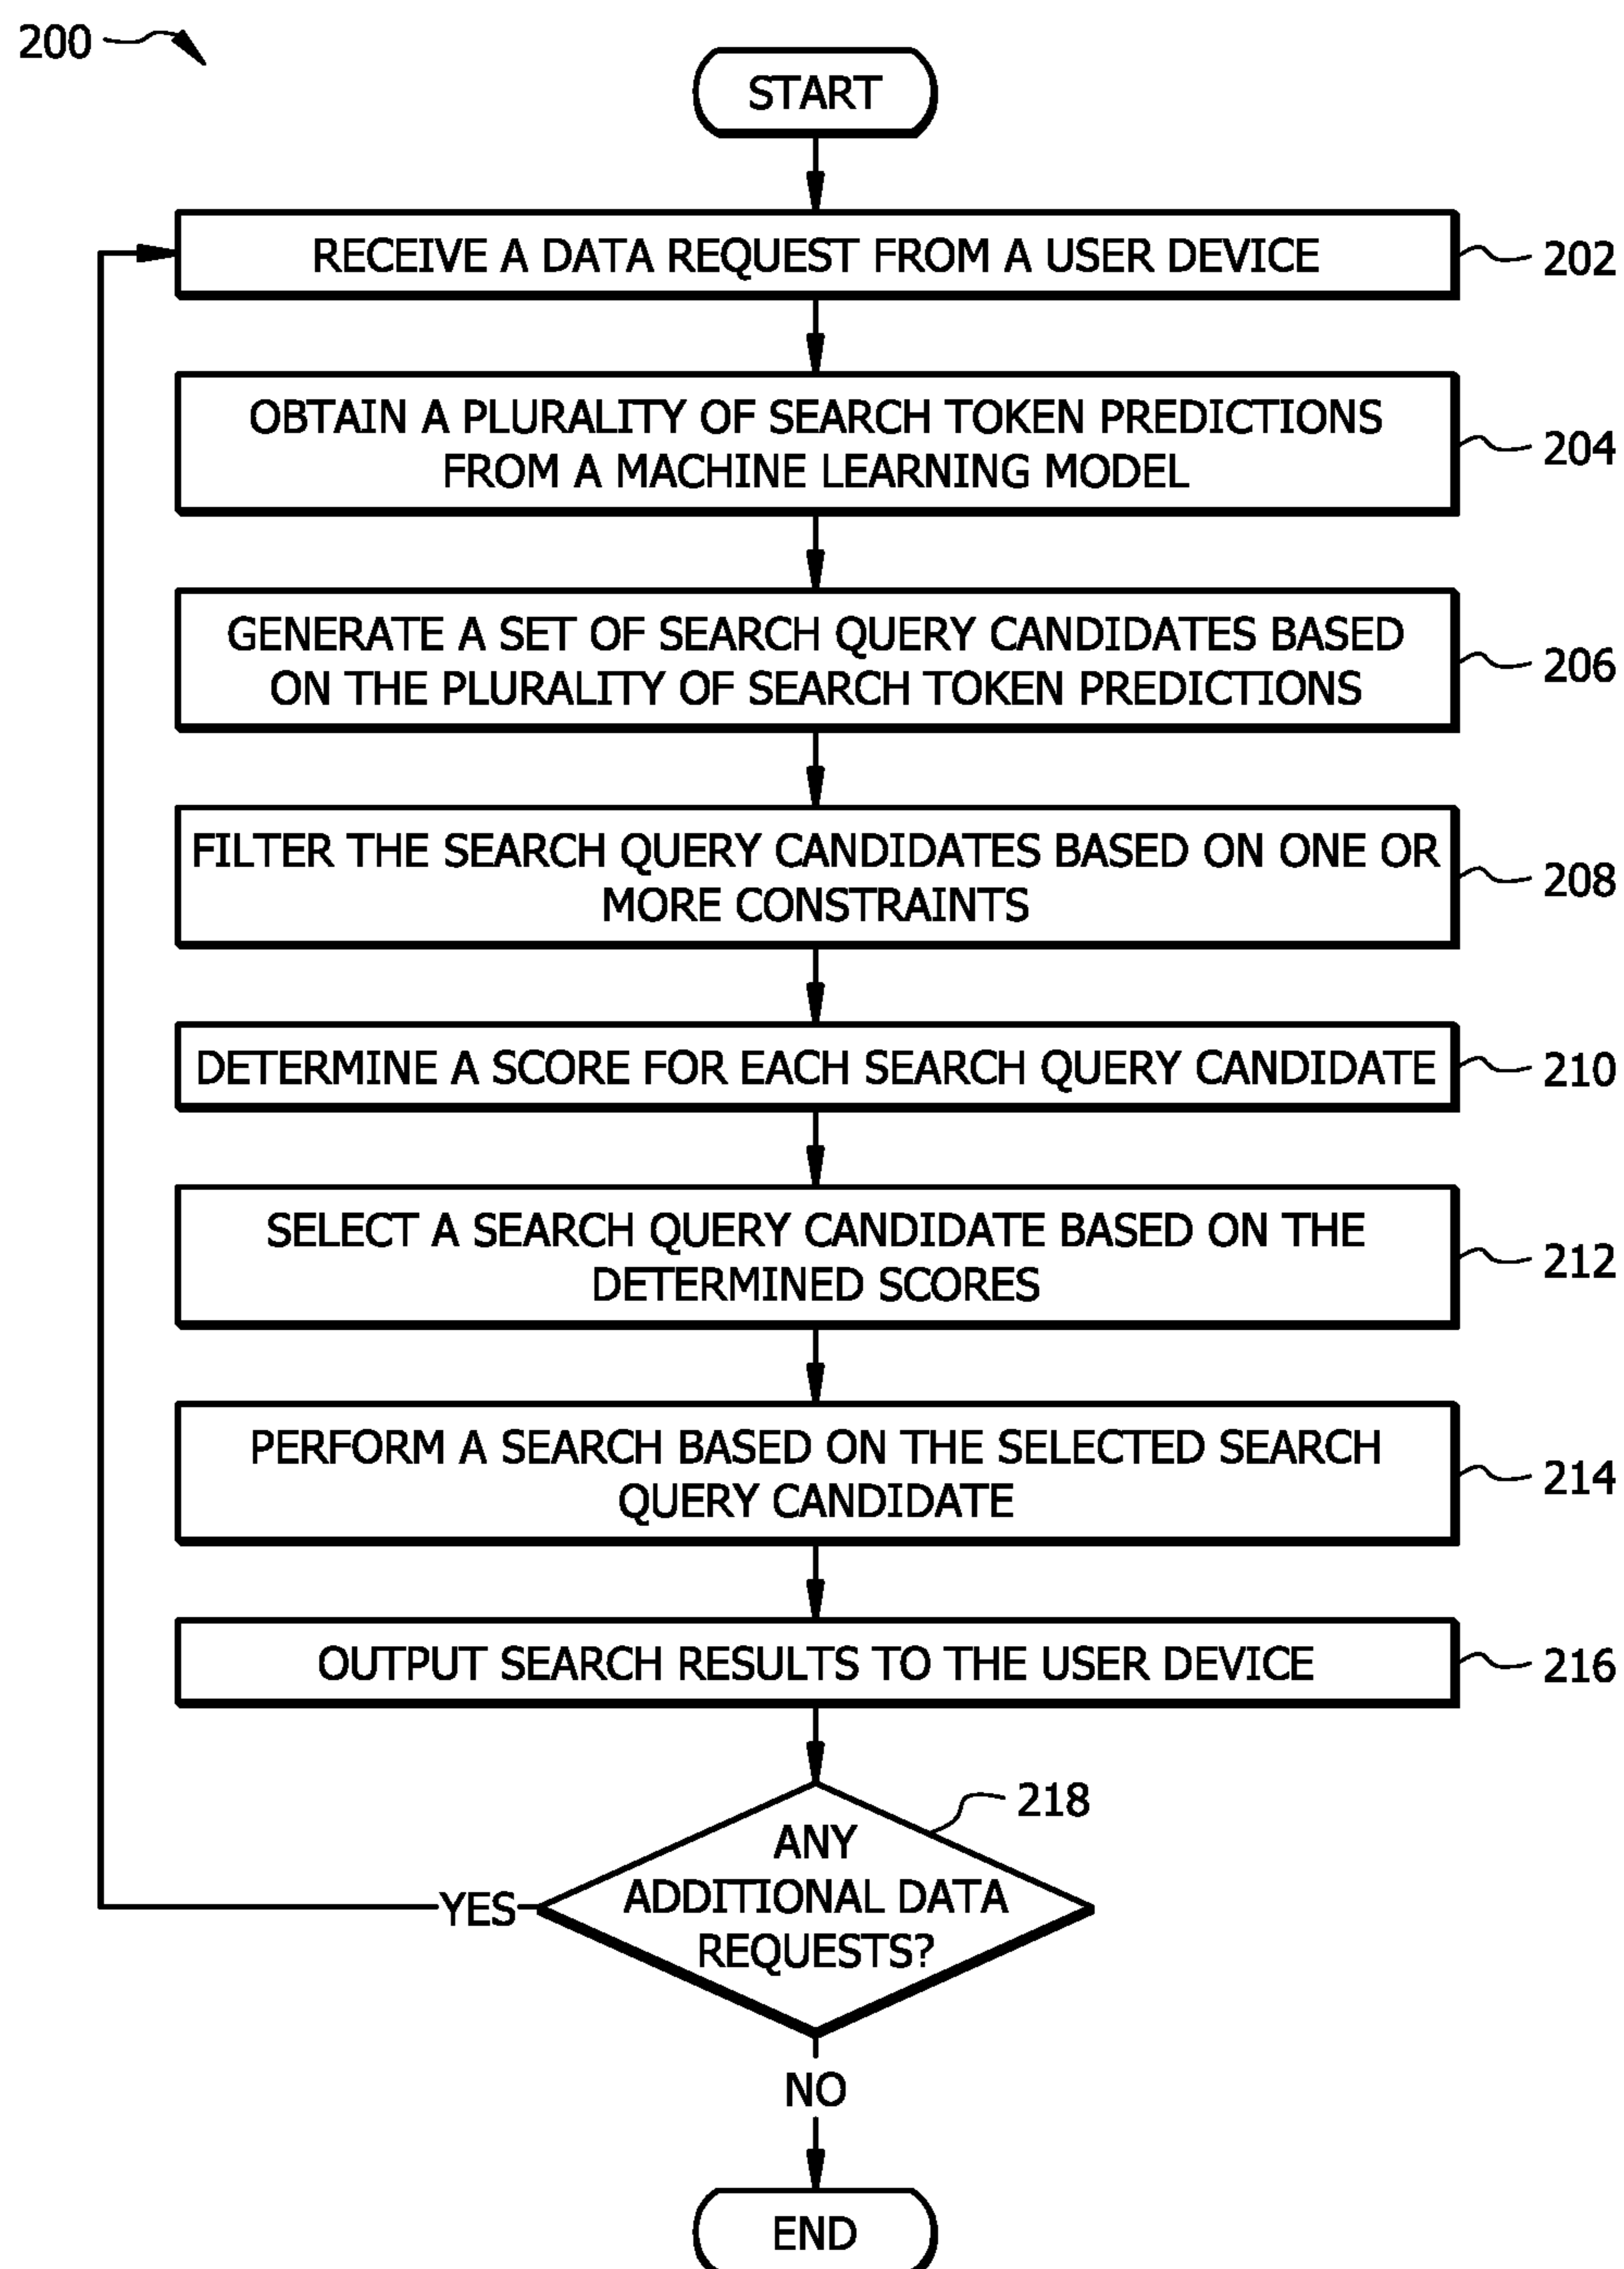 200
START
RECEIVE A DATA REQUEST FROM A USER DEVICE
202
OBTAIN A PLURALITY OF SEARCH TOKEN PREDICTIONS
FROM A MACHINE LEARNING MODEL
204
GENERATE A SET OF SEARCH QUERY CANDIDATES BASED
ON THE PLURALITY OF SEARCH TOKEN PREDICTIONS
206
FILTER THE SEARCH QUERY CANDIDATES BASED ON ONE OR
MORE CONSTRAINTS
208
DETERMINE A SCORE FOR EACH SEARCH QUERY CANDIDATE
210
SELECT A SEARCH QUERY CANDIDATE BASED ON THE
DETERMINED SCORES
212
PERFORM A SEARCH BASED ON THE SELECTED SEARCH
QUERY CANDIDATE
214
OUTPUT SEARCH RESULTS TO THE USER DEVICE
216
218
ANY
ADDITIONAL DATA
REQUESTS?
YES
NO
END